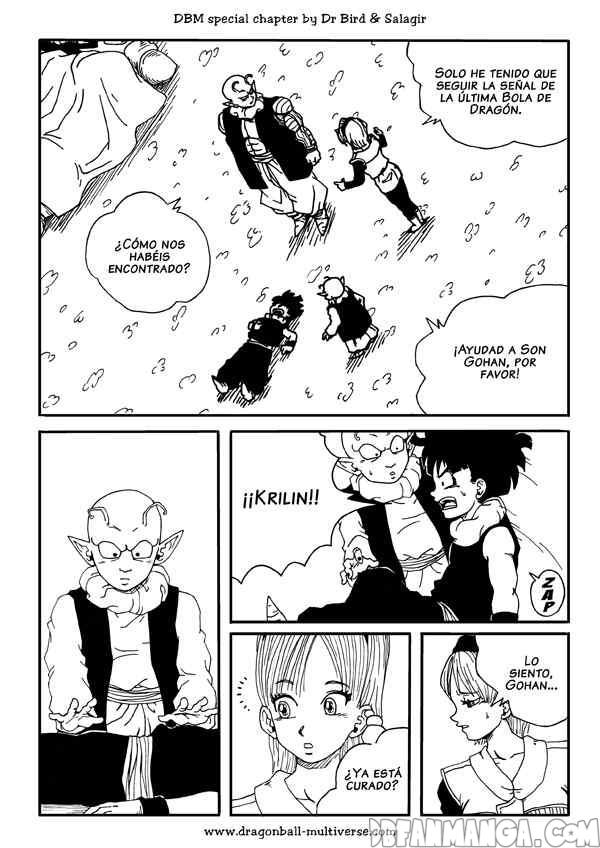 DBM special chapter by Dr Bird & Salagir
SOLO HE TENIDO QUE
SEGUIR LA SEÑAL DE
LA ÚLTIMA BOLA DE
DRAGÓN.
¿CÓMO NOS
HABÉIS
ENCONTRADO?
¡AYUDAD A SON
GOHAN, POR
FAVOR!
¡¡KRILIN!!
ZAP
¿YA ESTÁ
CURADO?
LO
SIENTO,
GOHAN...
www.dragonball-multiverse.com
DBFANMANGA.COM